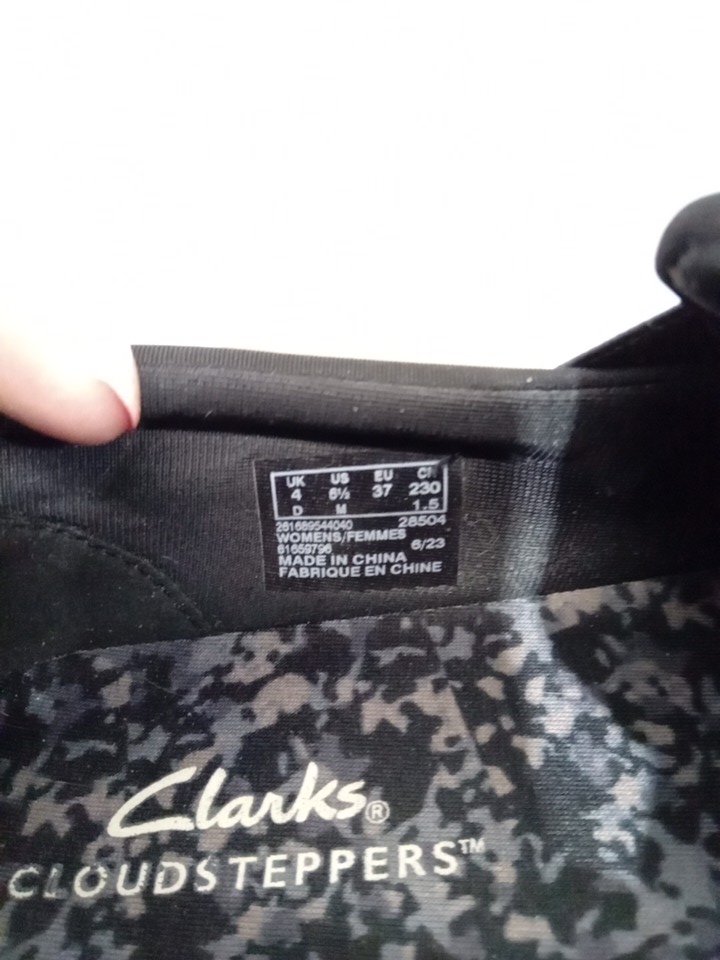 UK US EU CN
4 6½ 37 230
D M 1.5
261689544040 28504
WOMENS/FEMMES
61659796 6/23
MADE IN CHINA
FABRIQUE EN CHINE
Clarks®
CLOUDSTEPPERS™